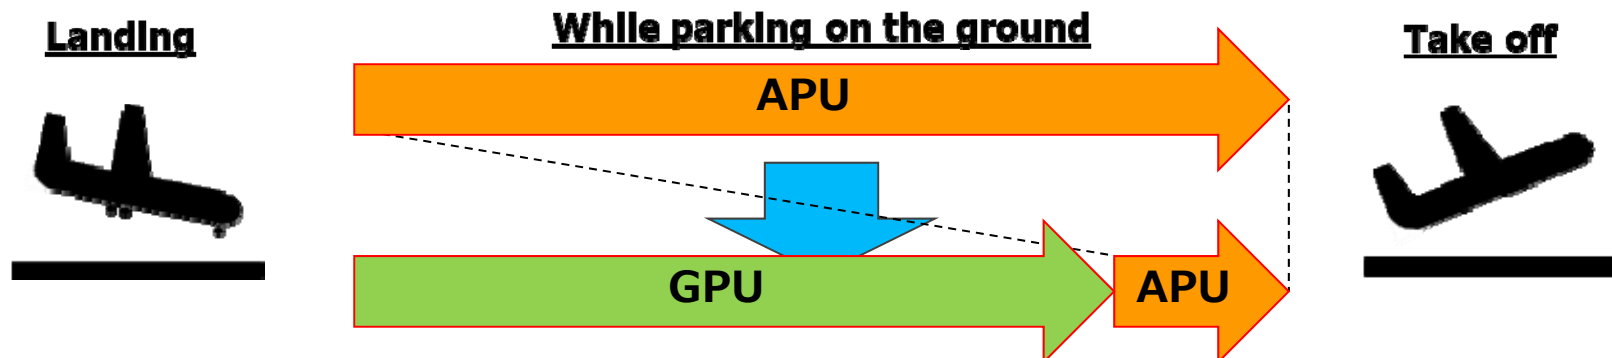 Landing
While parking on the ground
Take off
APU
GPU
APU